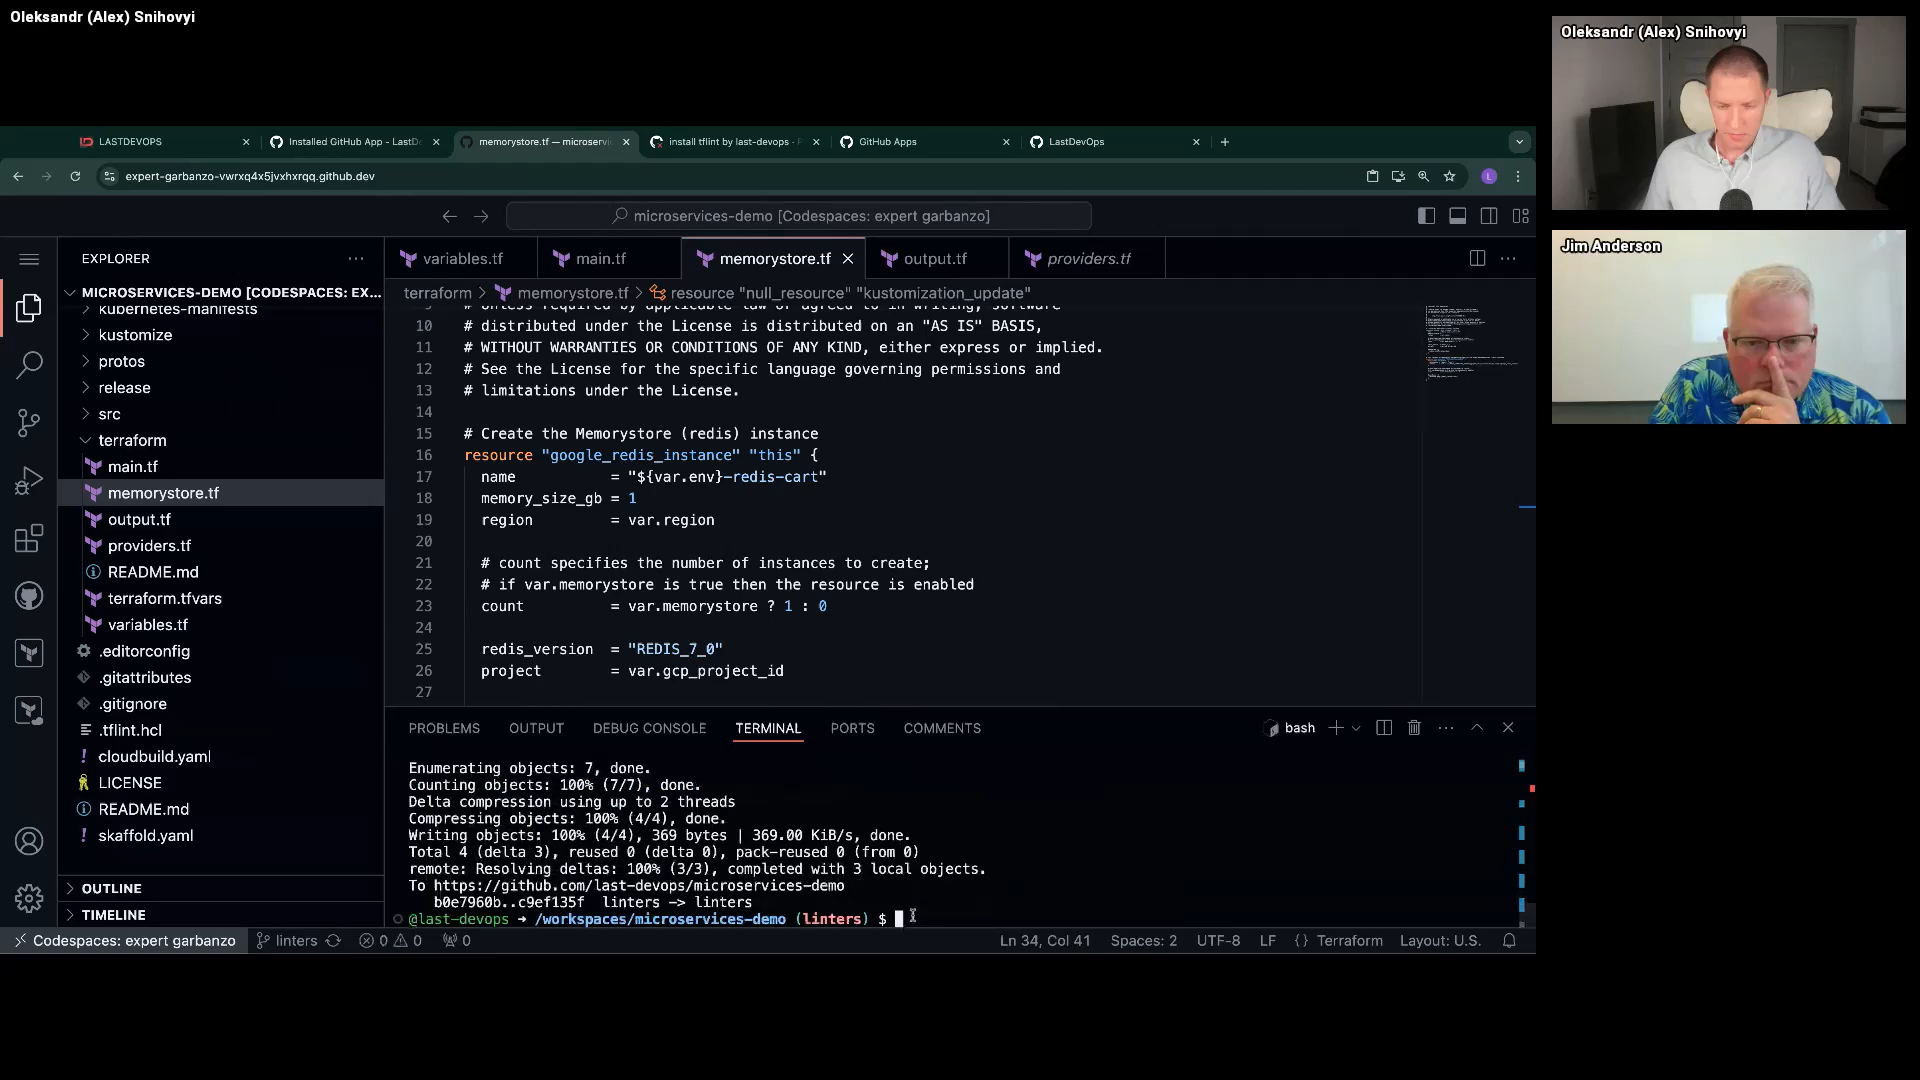 Oleksandr (Alex) Snihovyi
Oleksandr (Alex) Snihovyi
Jim Anderson
LASTDEVOPS
Installed GitHub App - LastDe
memorystore.tf — microservi
install tflint by last-devops · P
GitHub Apps
LastDevOps
expert-garbanzo-vwrxq4x5jvxhxrqq.github.dev
L
microservices-demo [Codespaces: expert garbanzo]
EXPLORER
MICROSERVICES-DEMO [CODESPACES: EX...
kubernetes-manifests
kustomize
protos
release
src
terraform
main.tf
memorystore.tf
output.tf
providers.tf
README.md
terraform.tfvars
variables.tf
.editorconfig
.gitattributes
.gitignore
.tflint.hcl
cloudbuild.yaml
LICENSE
README.md
skaffold.yaml
OUTLINE
TIMELINE
variables.tf
main.tf
memorystore.tf
output.tf
providers.tf
terraform > memorystore.tf > resource "null_resource" "kustomization_update"
9 # Unless required by applicable law or agreed to in writing, software
10 # distributed under the License is distributed on an "AS IS" BASIS,
11 # WITHOUT WARRANTIES OR CONDITIONS OF ANY KIND, either express or implied.
12 # See the License for the specific language governing permissions and
13 # limitations under the License.
14
15 # Create the Memorystore (redis) instance
16 resource "google_redis_instance" "this" {
17 name = "${var.env}-redis-cart"
18 memory_size_gb = 1
19 region = var.region
20
21 # count specifies the number of instances to create;
22 # if var.memorystore is true then the resource is enabled
23 count = var.memorystore ? 1 : 0
24
25 redis_version = "REDIS_7_0"
26 project = var.gcp_project_id
27
PROBLEMS OUTPUT DEBUG CONSOLE TERMINAL PORTS COMMENTS
bash
Enumerating objects: 7, done.
Counting objects: 100% (7/7), done.
Delta compression using up to 2 threads
Compressing objects: 100% (4/4), done.
Writing objects: 100% (4/4), 369 bytes | 369.00 KiB/s, done.
Total 4 (delta 3), reused 0 (delta 0), pack-reused 0 (from 0)
remote: Resolving deltas: 100% (3/3), completed with 3 local objects.
To https://github.com/last-devops/microservices-demo
b0e7960b..c9ef135f linters -> linters
@last-devops ➜ /workspaces/microservices-demo (linters) $
Codespaces: expert garbanzo
linters
0 0
0
Ln 34, Col 41
Spaces: 2
UTF-8
LF
{} Terraform
Layout: U.S.